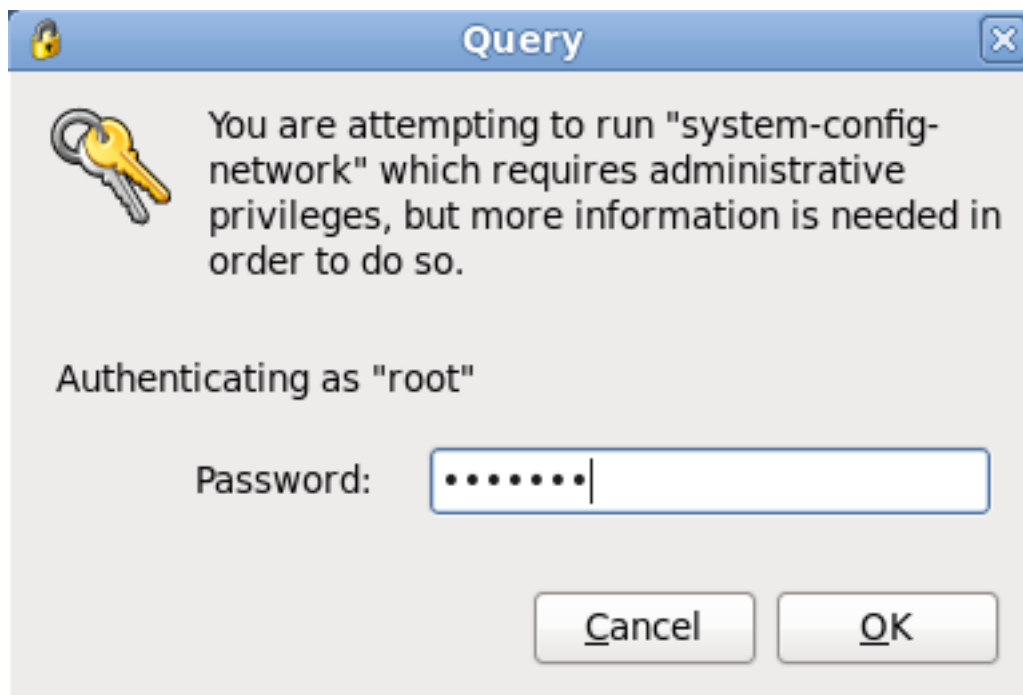 Query
You are attempting to run "system-config-
network" which requires administrative
privileges, but more information is needed in
order to do so.
Authenticating as "root"
Password: •••••••
Cancel OK